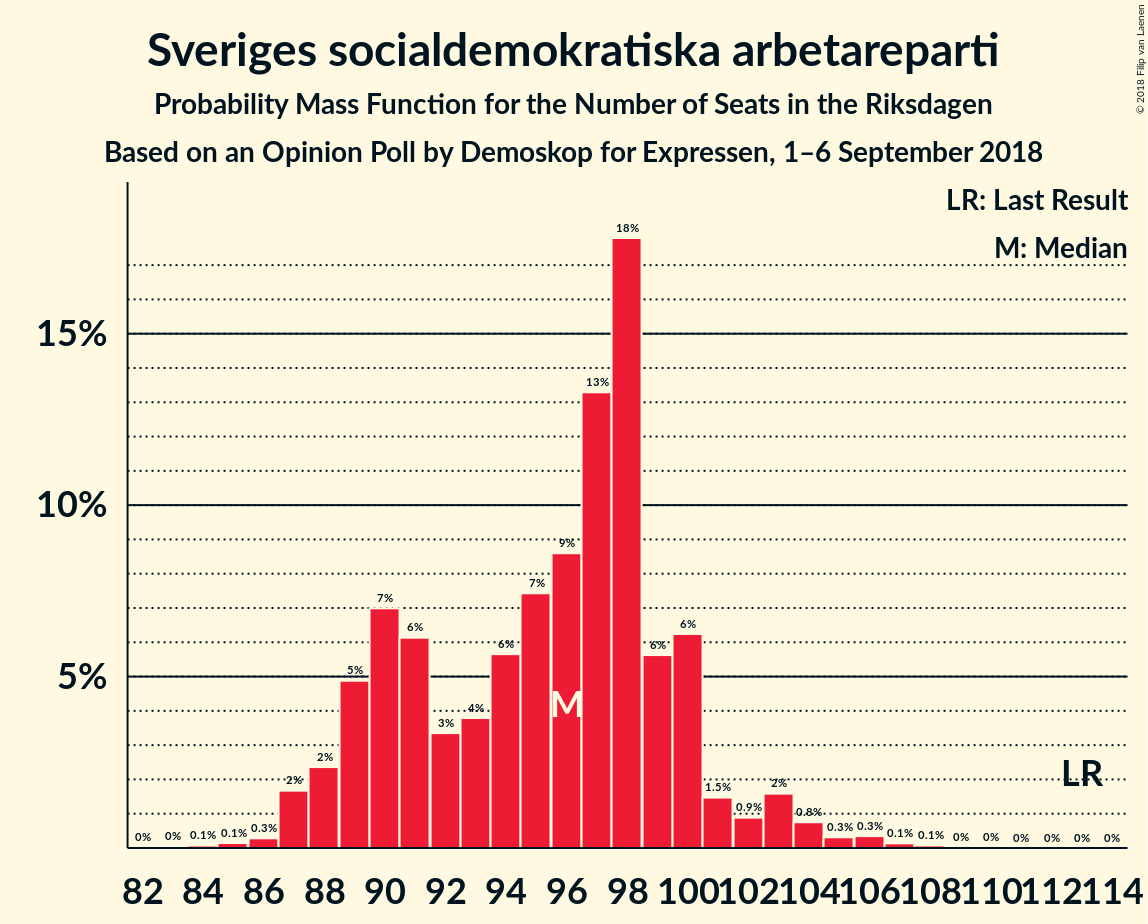 Sveriges socialdemokratiska arbetareparti
Probability Mass Function for the Number of Seats in the Riksdagen
Based on an Opinion Poll by Demoskop for Expressen, 1–6 September 2018
© 2018 Filip van Laenen
LR: Last Result
M: Median
15%
10%
5%
0% 0% 0.1% 0.1% 0.3% 2% 2% 5% 7% 6% 3% 4% 6% 7% 9% 13% 18% 6% 6% 1.5% 0.9% 2% 0.8% 0.3% 0.3% 0.1% 0.1% 0% 0% 0% 0% 0% 0%
M
LR
82 84 86 88 90 92 94 96 98 100 102 104 106 108 110 112 114